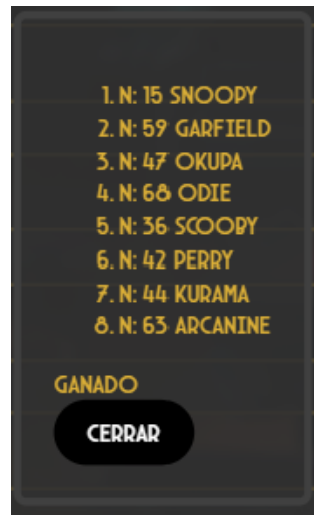 1. N: 15 SNOOPY
2. N: 59 GARFIELD
3. N: 47 OKUPA
4. N: 68 ODIE
5. N: 36 SCOOBY
6. N: 42 PERRY
7. N: 44 KURAMA
8. N: 63 ARCANINE
GANADO
CERRAR